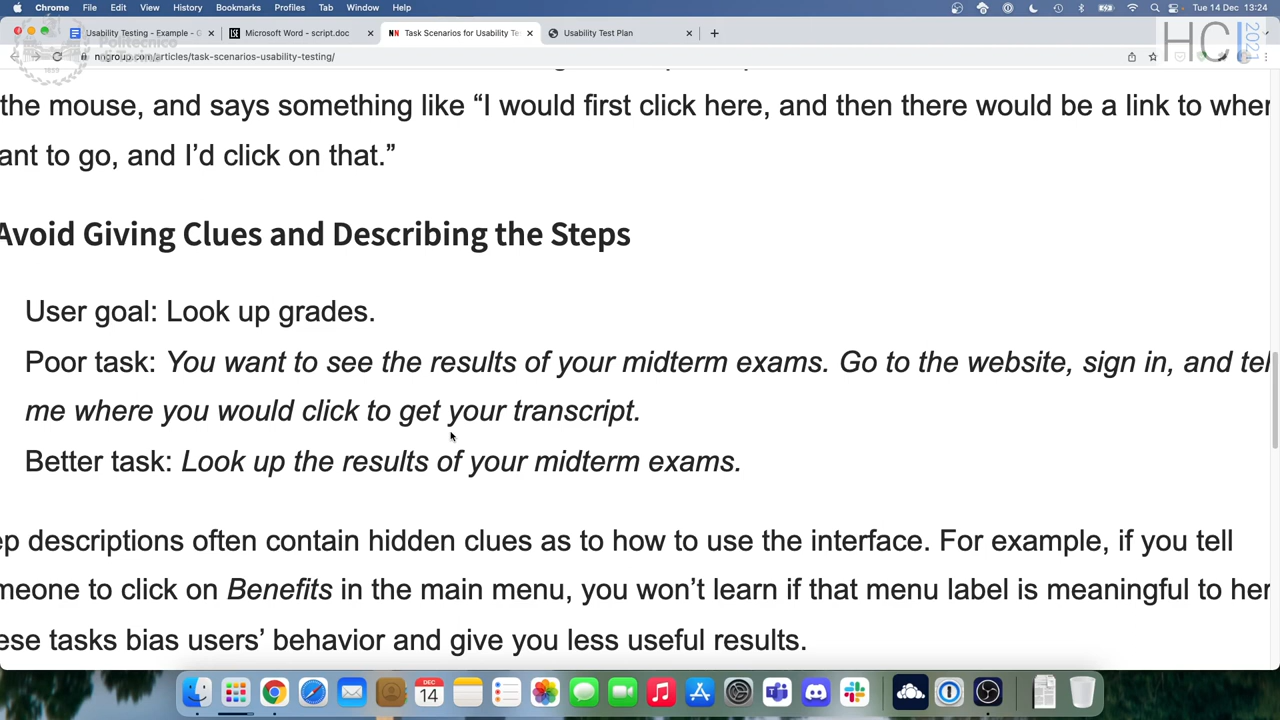 Chrome File Edit View History Bookmarks Profiles Tab Window Help Tue 14 Dec 13:24
Usability Testing - Example - G Microsoft Word - script.doc Task Scenarios for Usability Te Usability Test Plan
nngroup.com/articles/task-scenarios-usability-testing/
Politecnico
di Torino
1859
HCI 2021
the mouse, and says something like “I would first click here, and then there would be a link to wher
ant to go, and I’d click on that.”
Avoid Giving Clues and Describing the Steps
User goal: Look up grades.
Poor task: You want to see the results of your midterm exams. Go to the website, sign in, and tel
me where you would click to get your transcript.
Better task: Look up the results of your midterm exams.
ep descriptions often contain hidden clues as to how to use the interface. For example, if you tell
meone to click on Benefits in the main menu, you won’t learn if that menu label is meaningful to her
ese tasks bias users’ behavior and give you less useful results.
DEC
14